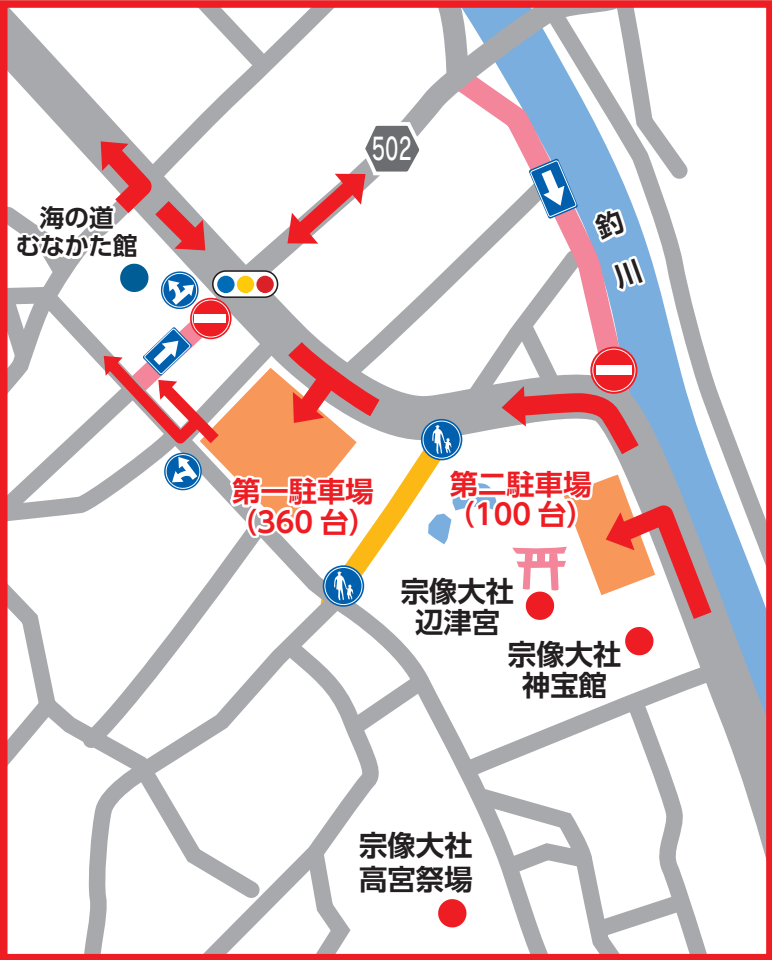 502
海の道
むなかた館
釣
川
第一駐車場
（360 台）
第二駐車場
（100 台）
宗像大社
辺津宮
宗像大社
神宝館
宗像大社
高宮祭場